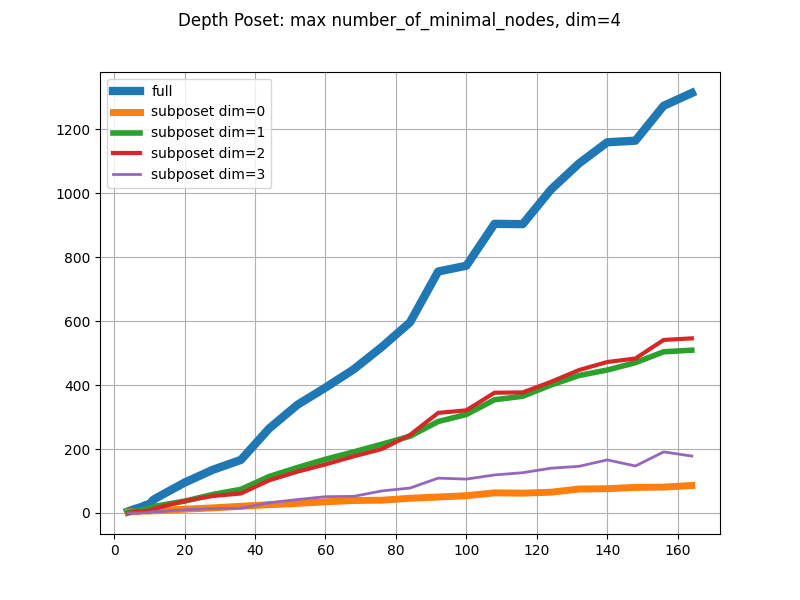 Depth Poset: max number_of_minimal_nodes, dim=4
full
subposet dim=0
subposet dim=1
subposet dim=2
subposet dim=3
1200
1000
800
600
400
200
0
0 20 40 60 80 100 120 140 160